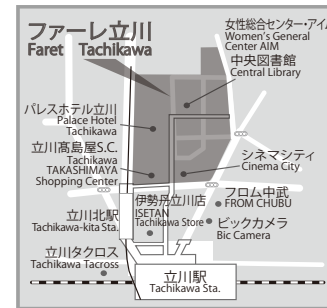 ファーレ立川
Faret Tachikawa
女性総合センター・アイム
Women's General
Center AIM
中央図書館
Central Library
パレスホテル立川
Palace Hotel
Tachikawa
立川髙島屋S.C.
Tachikawa
TAKASHIMAYA
Shopping Center
シネマシティ
Cinema City
伊勢丹立川店
ISETAN
Tachikawa Store
フロム中武
FROM CHUBU
立川北駅
Tachikawa-kita Sta.
ビックカメラ
Bic Camera
立川タクロス
Tachikawa Tacross
立川駅
Tachikawa Sta.